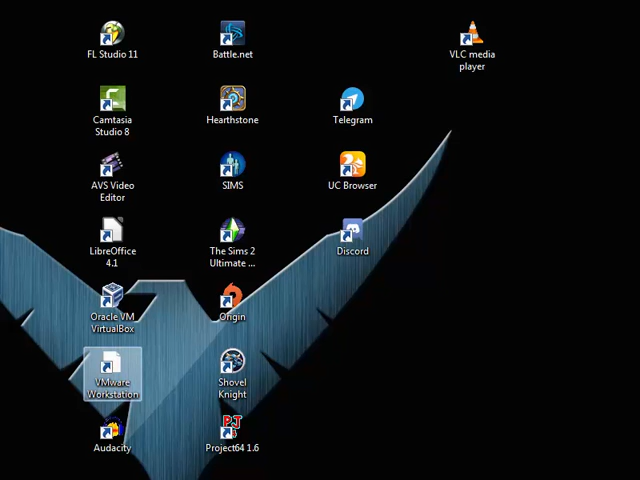 FL Studio 11
Battle.net
VLC media
player
Camtasia
Studio 8
Hearthstone
Telegram
AVS Video
Editor
SIMS
UC Browser
LibreOffice
4.1
The Sims 2
Ultimate ...
Discord
Oracle VM
VirtualBox
Origin
VMware
Workstation
Shovel
Knight
Audacity
PJ
Project64 1.6